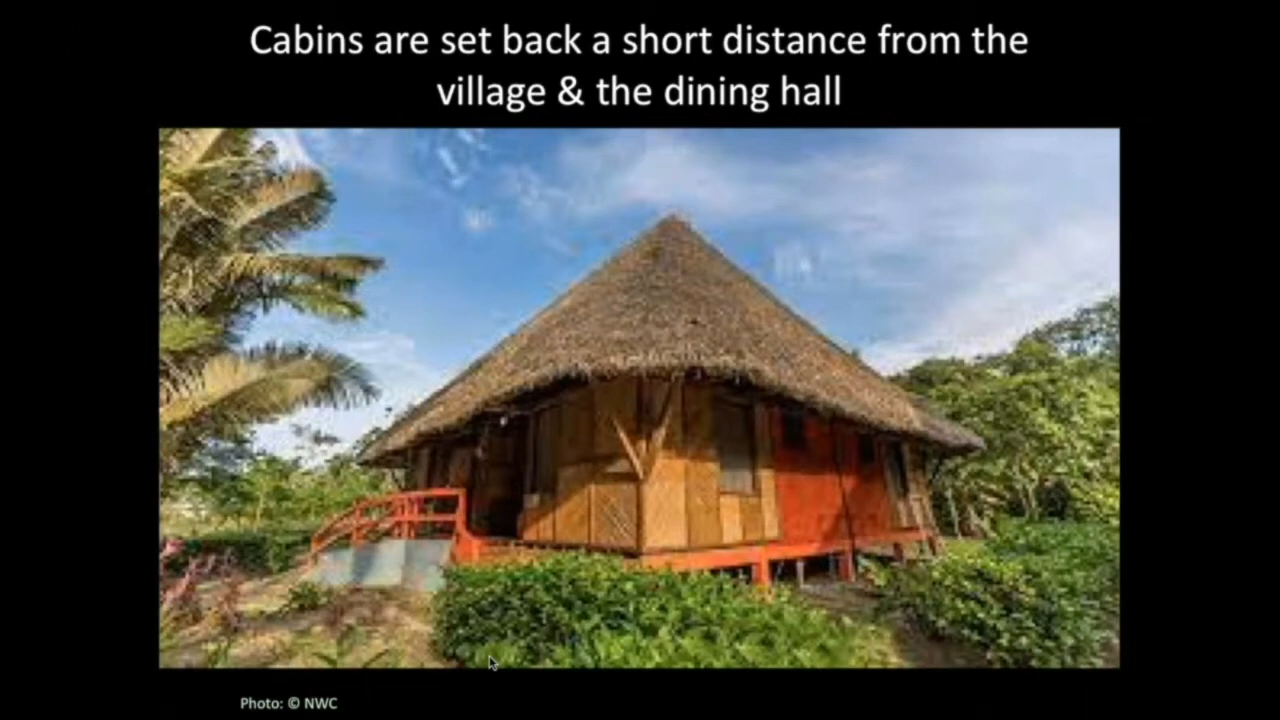 Cabins are set back a short distance from the
village & the dining hall
Photo: © NWC